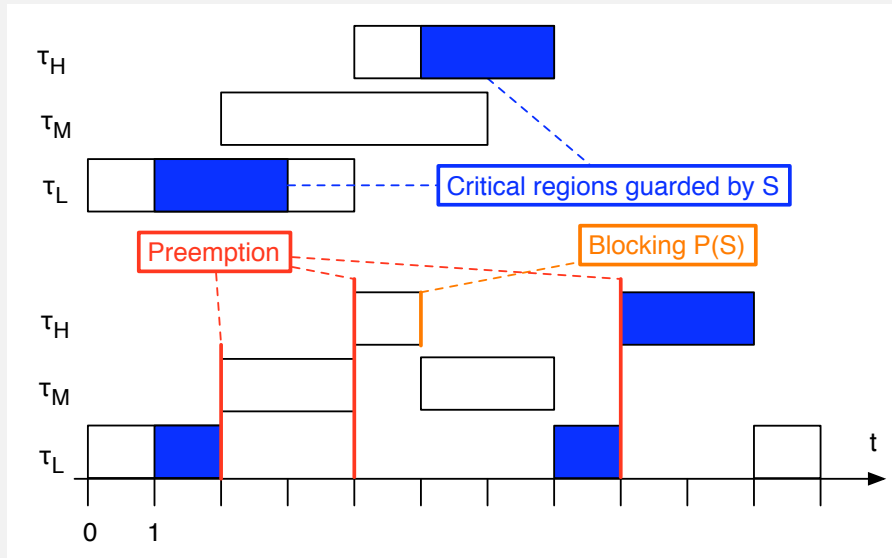 τH
τM
τL
Critical regions guarded by S
Preemption
Blocking P(S)
τH
τM
τL
t
0 1